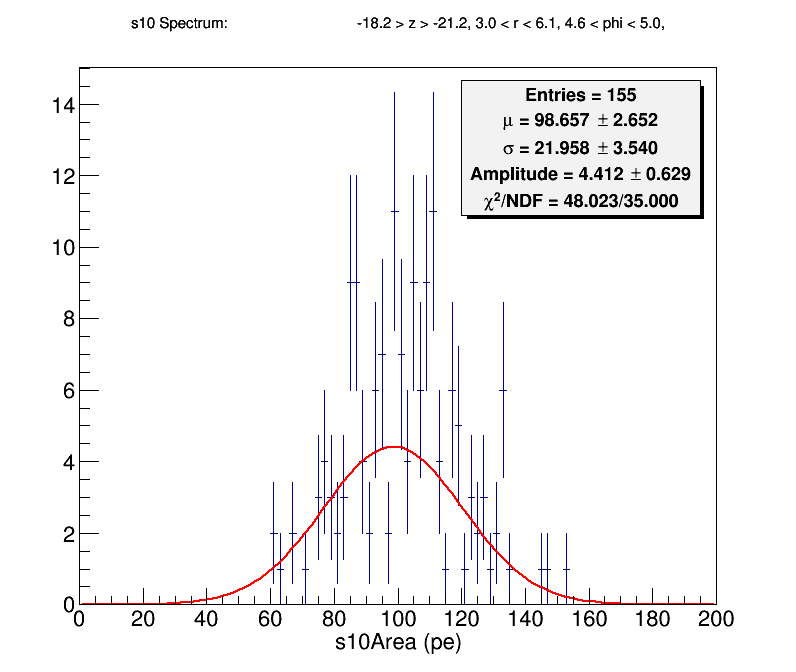 s10 Spectrum: -18.2 > z > -21.2, 3.0 < r < 6.1, 4.6 < phi < 5.0,
Entries = 155
μ = 98.657 ± 2.652
σ = 21.958 ± 3.540
Amplitude = 4.412 ± 0.629
χ²/NDF = 48.023/35.000
14
12
10
8
6
4
2
0
0 20 40 60 80 100 120 140 160 180 200
s10Area (pe)